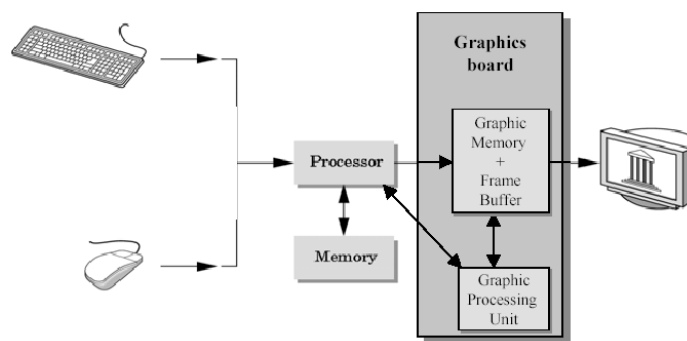 Graphics
board
Graphic
Memory
+
Frame
Buffer
Processor
Memory
Graphic
Processing
Unit